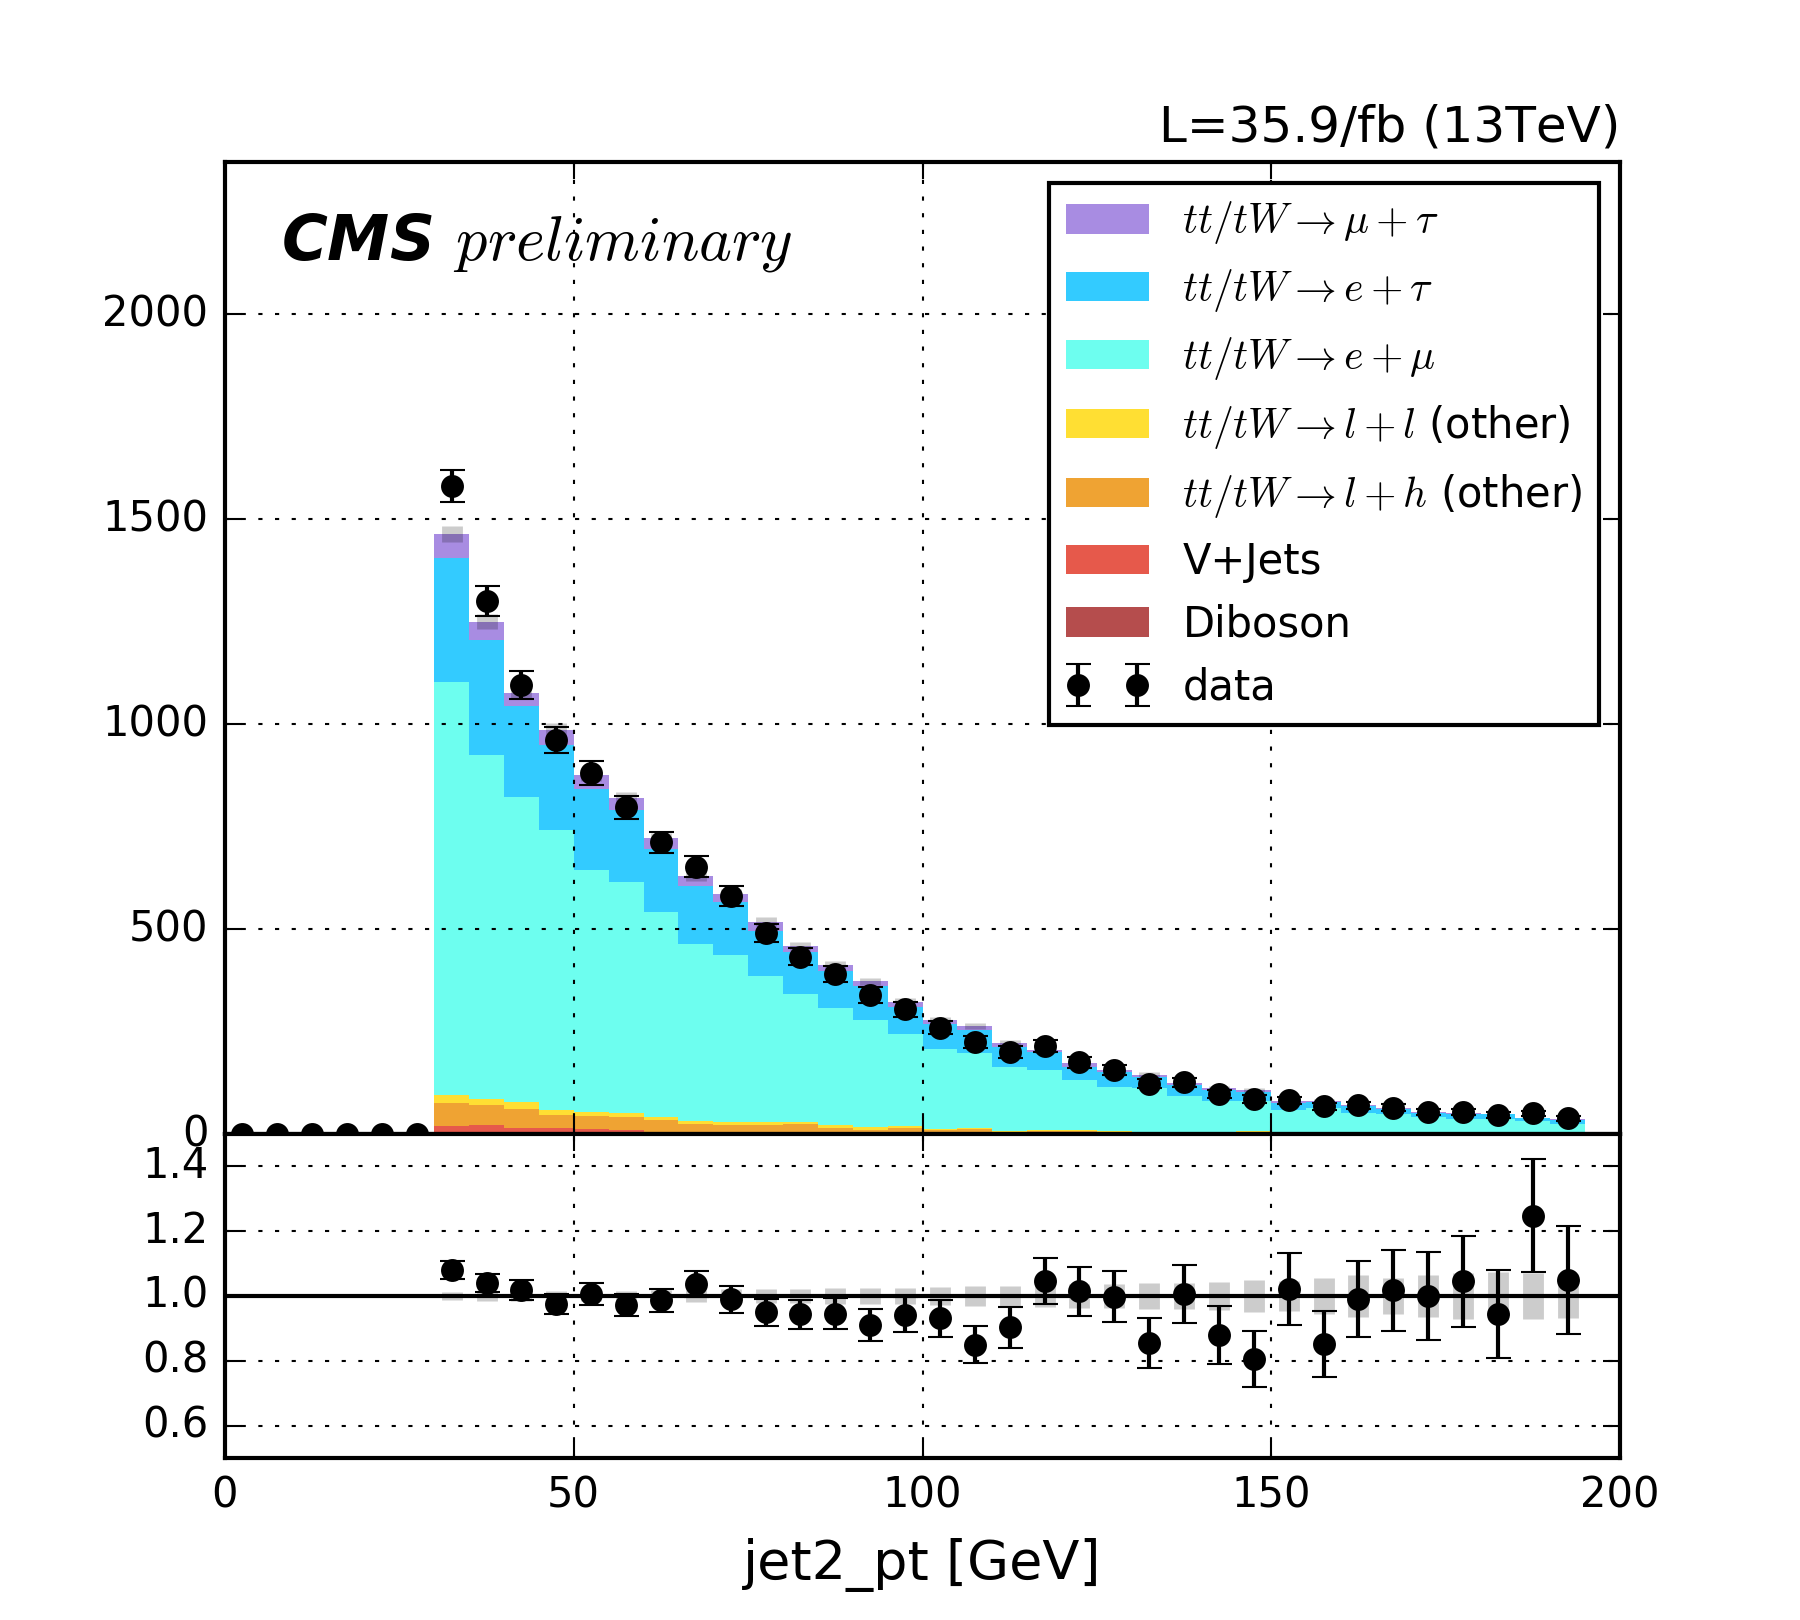 L=35.9/fb (13TeV)
CMS preliminary
tt/tW→μ+τ
tt/tW→e+τ
tt/tW→e+μ
tt/tW→l+l (other)
tt/tW→l+h (other)
V+Jets
Diboson
data
2000
1500
1000
500
0
1.4
1.2
1.0
0.8
0.6
0 50 100 150 200
jet2_pt [GeV]